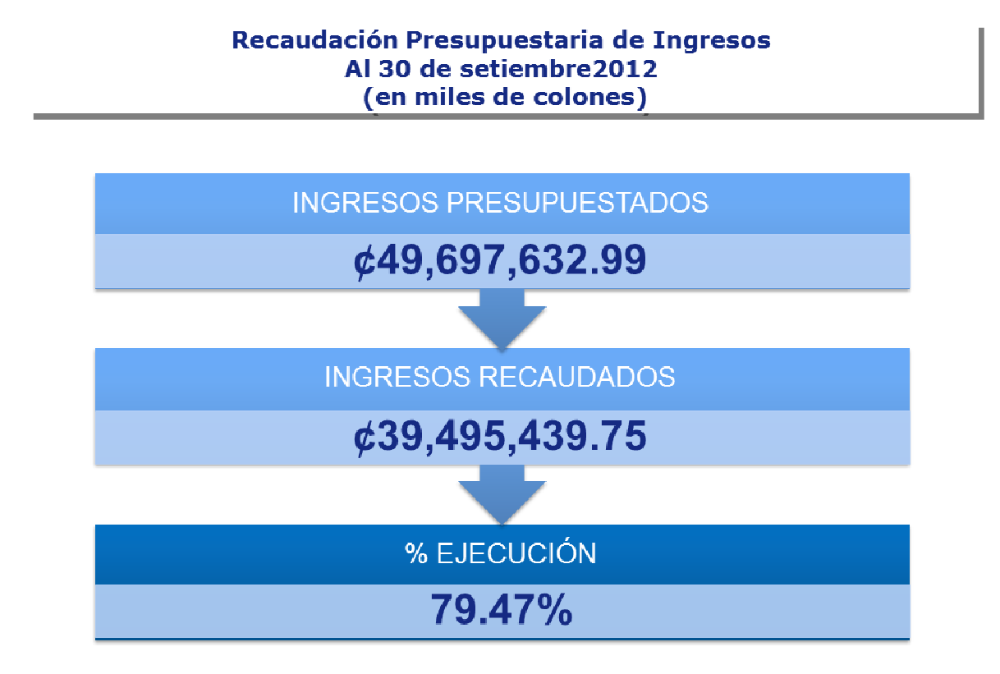 Recaudación Presupuestaria de Ingresos
Al 30 de setiembre2012
(en miles de colones)
INGRESOS PRESUPUESTADOS
¢49,697,632.99
INGRESOS RECAUDADOS
¢39,495,439.75
% EJECUCIÓN
79.47%